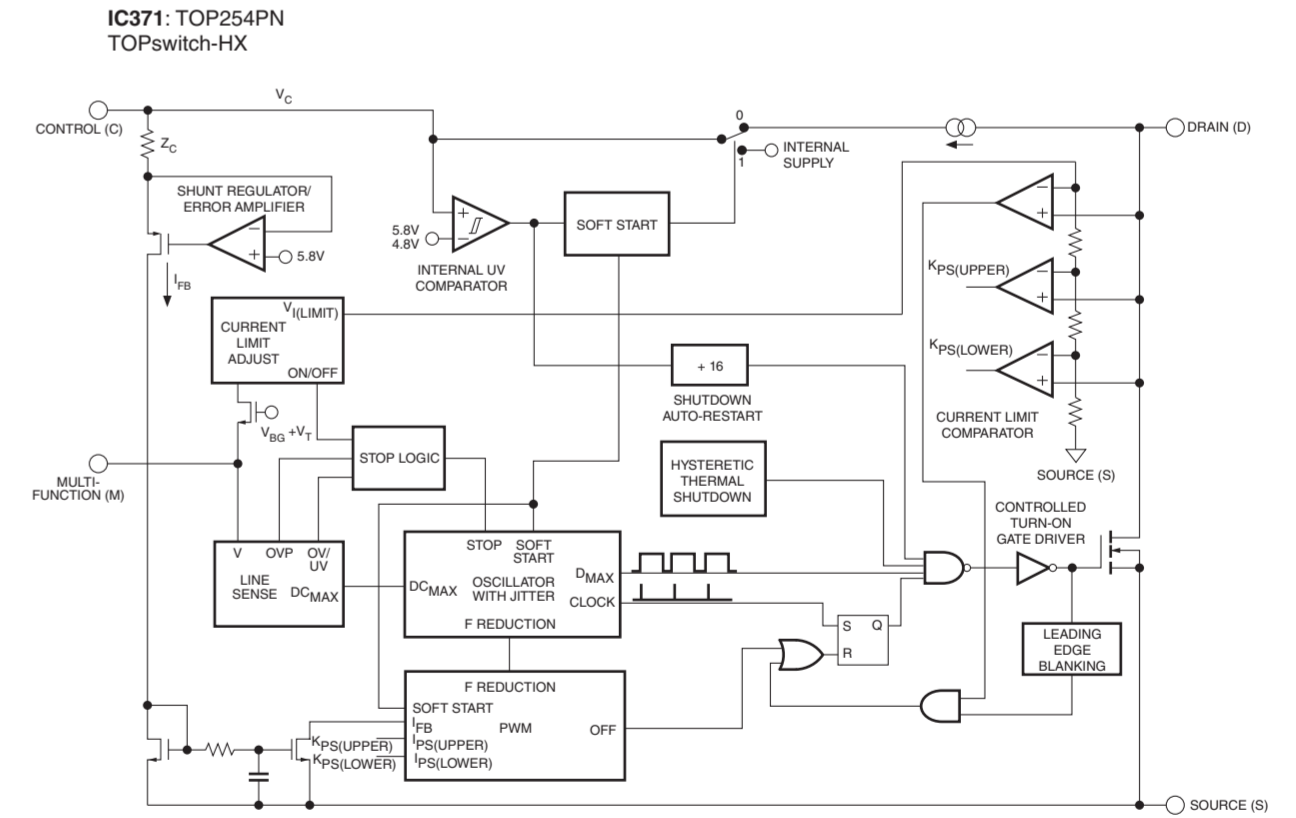 IC371: TOP254PN
TOPswitch-HX
VC
0
CONTROL (C)
DRAIN (D)
ZC
1
INTERNAL
SUPPLY
SHUNT REGULATOR/
ERROR AMPLIFIER
−
+
5.8V
IFB
+
−
5.8V
4.8V
INTERNAL UV
COMPARATOR
SOFT START
−
+
KPS(UPPER)
−
+
KPS(LOWER)
−
+
CURRENT LIMIT
COMPARATOR
SOURCE (S)
VI(LIMIT)
CURRENT
LIMIT
ADJUST
ON/OFF
VBG +VT
+ 16
SHUTDOWN
AUTO-RESTART
STOP LOGIC
HYSTERETIC
THERMAL
SHUTDOWN
MULTI-
FUNCTION (M)
CONTROLLED
TURN-ON
GATE DRIVER
V
OVP
OV/
UV
LINE
SENSE
DCMAX
STOP
SOFT
START
DCMAX
OSCILLATOR
WITH JITTER
DMAX
CLOCK
F REDUCTION
S
Q
R
LEADING
EDGE
BLANKING
F REDUCTION
SOFT START
IFB
PWM
OFF
KPS(UPPER)
IPS(UPPER)
KPS(LOWER)
IPS(LOWER)
SOURCE (S)